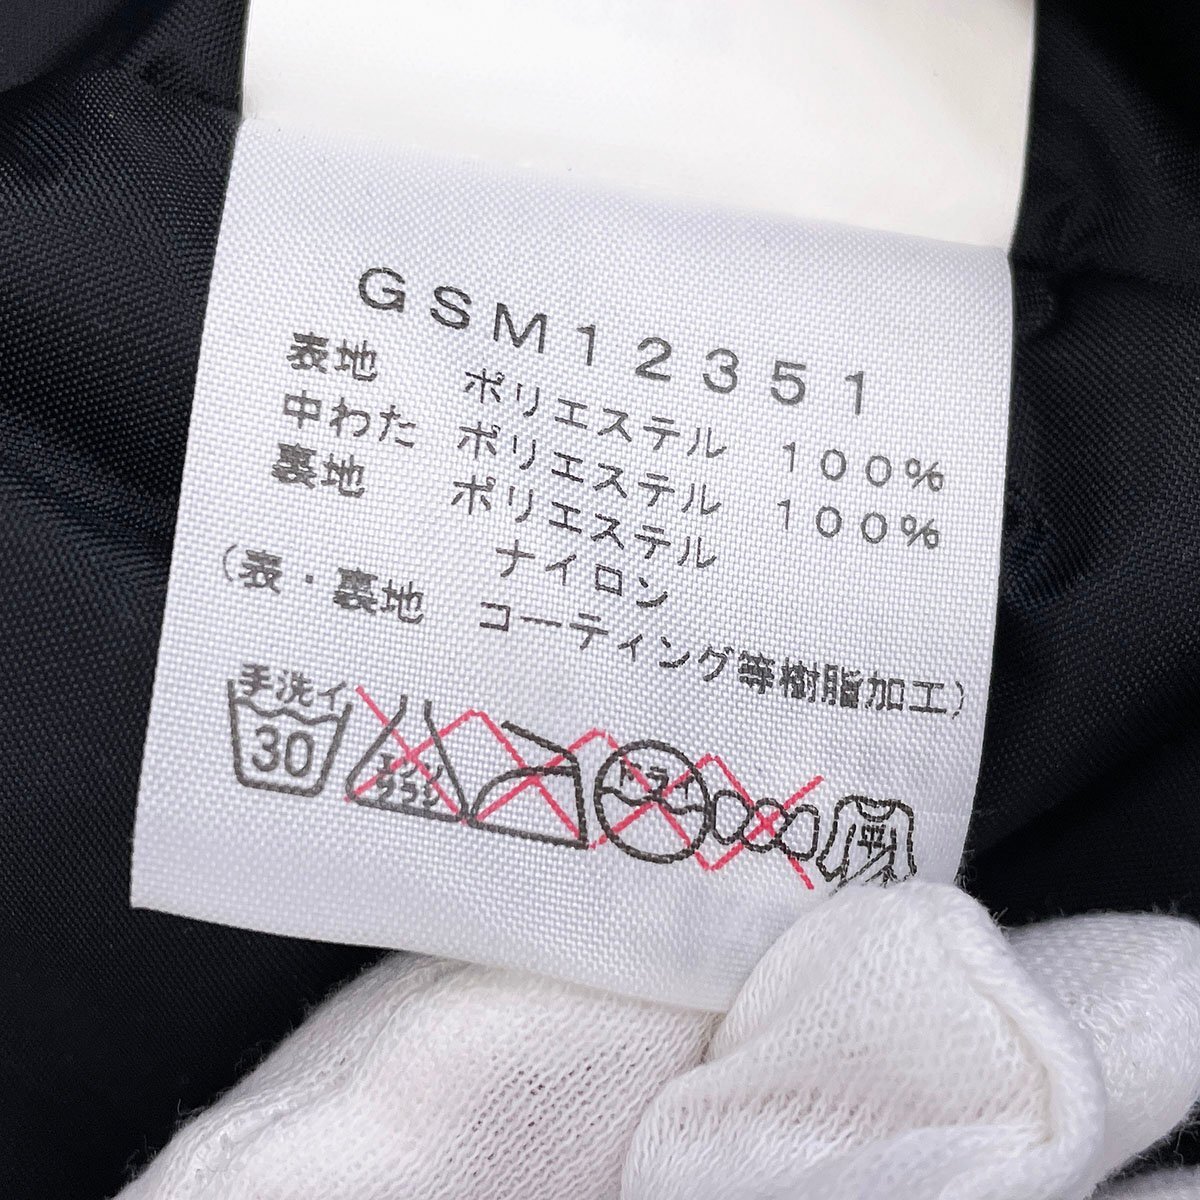 GSM12351
表地 ポリエステル 100%
中わた ポリエステル 100%
裏地 ポリエステル
ナイロン
(表・裏地 コーティング等樹脂加工)
手洗イ
30
エンソ
サラシ
ドライ
平